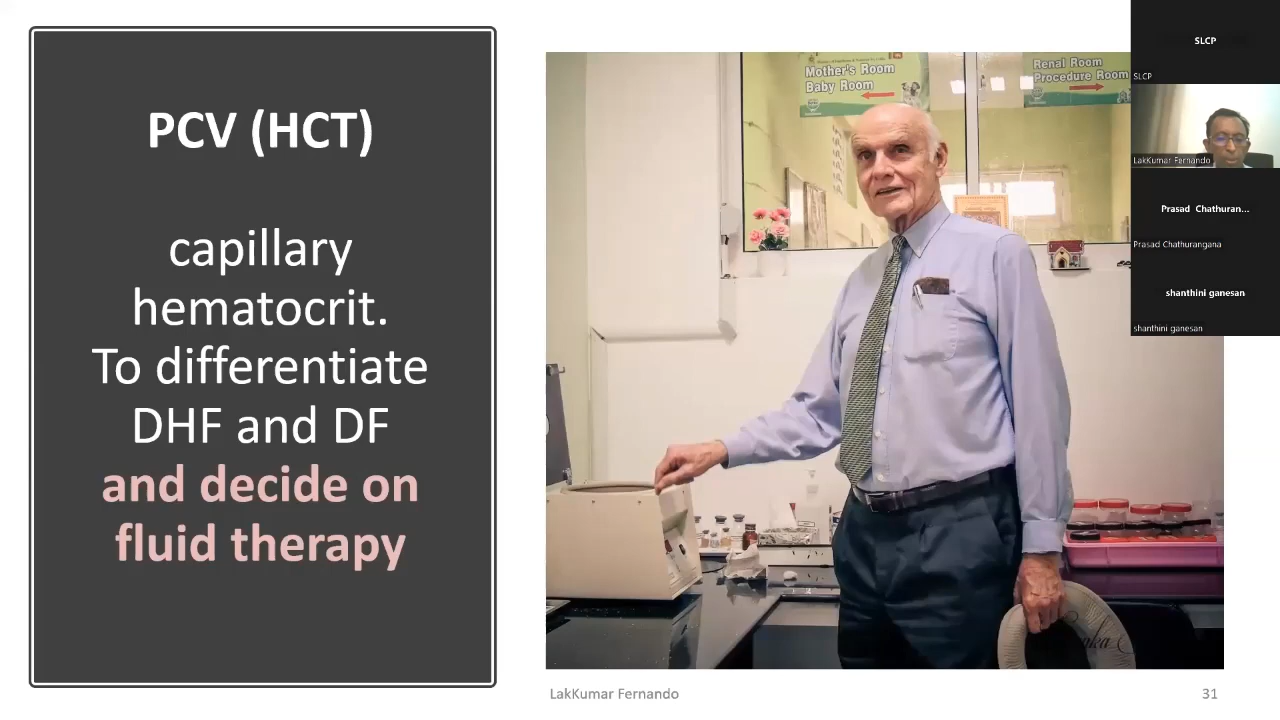 PCV (HCT)
capillary
hematocrit.
To differentiate
DHF and DF
and decide on
fluid therapy
Mother's Room
Baby Room
Renal Room
Procedure Room
LakKumar Fernando
31
SLCP
SLCP
LakKumar Fernando
Prasad Chathuran...
Prasad Chathurangana
shanthini ganesan
shanthini ganesan